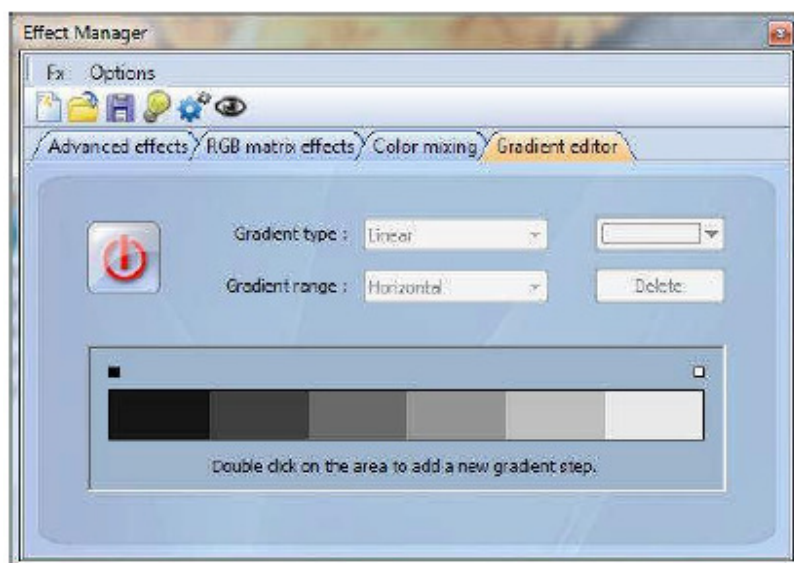 Effect Manager
Fx Options
Advanced effects RGB matrix effects Color mixing Gradient editor
Gradient type : Linear
Gradient range : Horizontal Delete
Double click on the area to add a new gradient step.